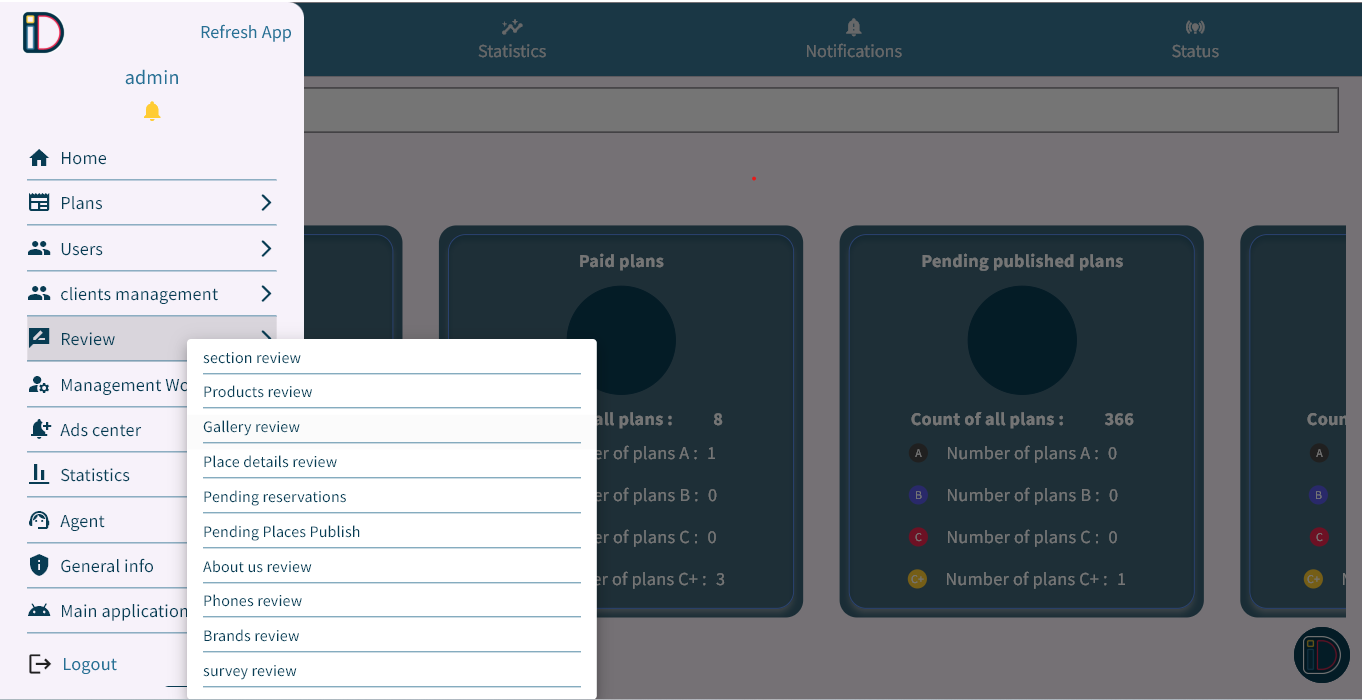 iD
Refresh App
admin
Statistics
Notifications
Status
Home
Plans
Users
clients management
Review
Management Wo
Ads center
Statistics
Agent
General info
Main application
Logout
section review
Products review
Gallery review
Place details review
Pending reservations
Pending Places Publish
About us review
Phones review
Brands review
survey review
Paid plans
all plans : 8
er of plans A : 1
er of plans B : 0
er of plans C : 0
er of plans C+ : 3
Pending published plans
Count of all plans : 366
A Number of plans A : 0
B Number of plans B : 0
C Number of plans C : 0
C+ Number of plans C+ : 1
Coun
A
B
C
C+
iD